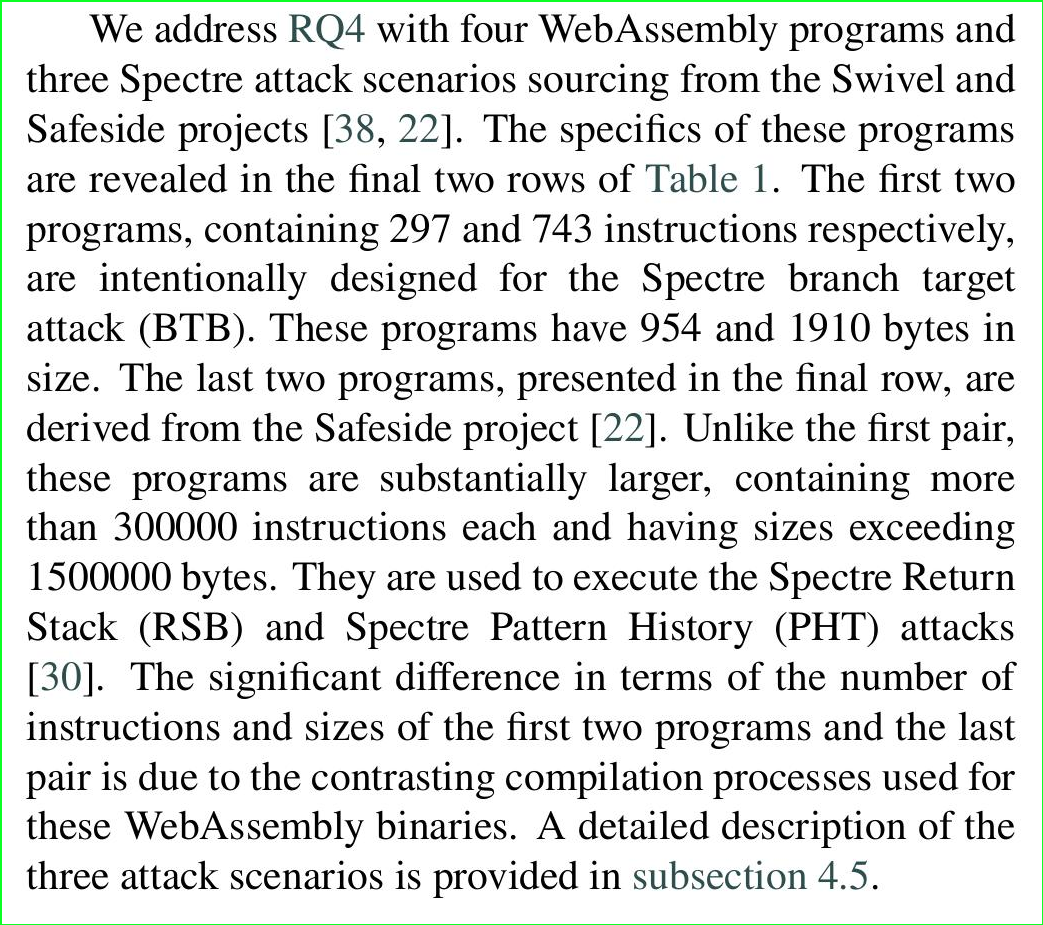 We address RQ4 with four WebAssembly programs and
three Spectre attack scenarios sourcing from the Swivel and
Safeside projects [38, 22]. The specifics of these programs
are revealed in the final two rows of Table 1. The first two
programs, containing 297 and 743 instructions respectively,
are intentionally designed for the Spectre branch target
attack (BTB). These programs have 954 and 1910 bytes in
size. The last two programs, presented in the final row, are
derived from the Safeside project [22]. Unlike the first pair,
these programs are substantially larger, containing more
than 300000 instructions each and having sizes exceeding
1500000 bytes. They are used to execute the Spectre Return
Stack (RSB) and Spectre Pattern History (PHT) attacks
[30]. The significant difference in terms of the number of
instructions and sizes of the first two programs and the last
pair is due to the contrasting compilation processes used for
these WebAssembly binaries. A detailed description of the
three attack scenarios is provided in subsection 4.5.